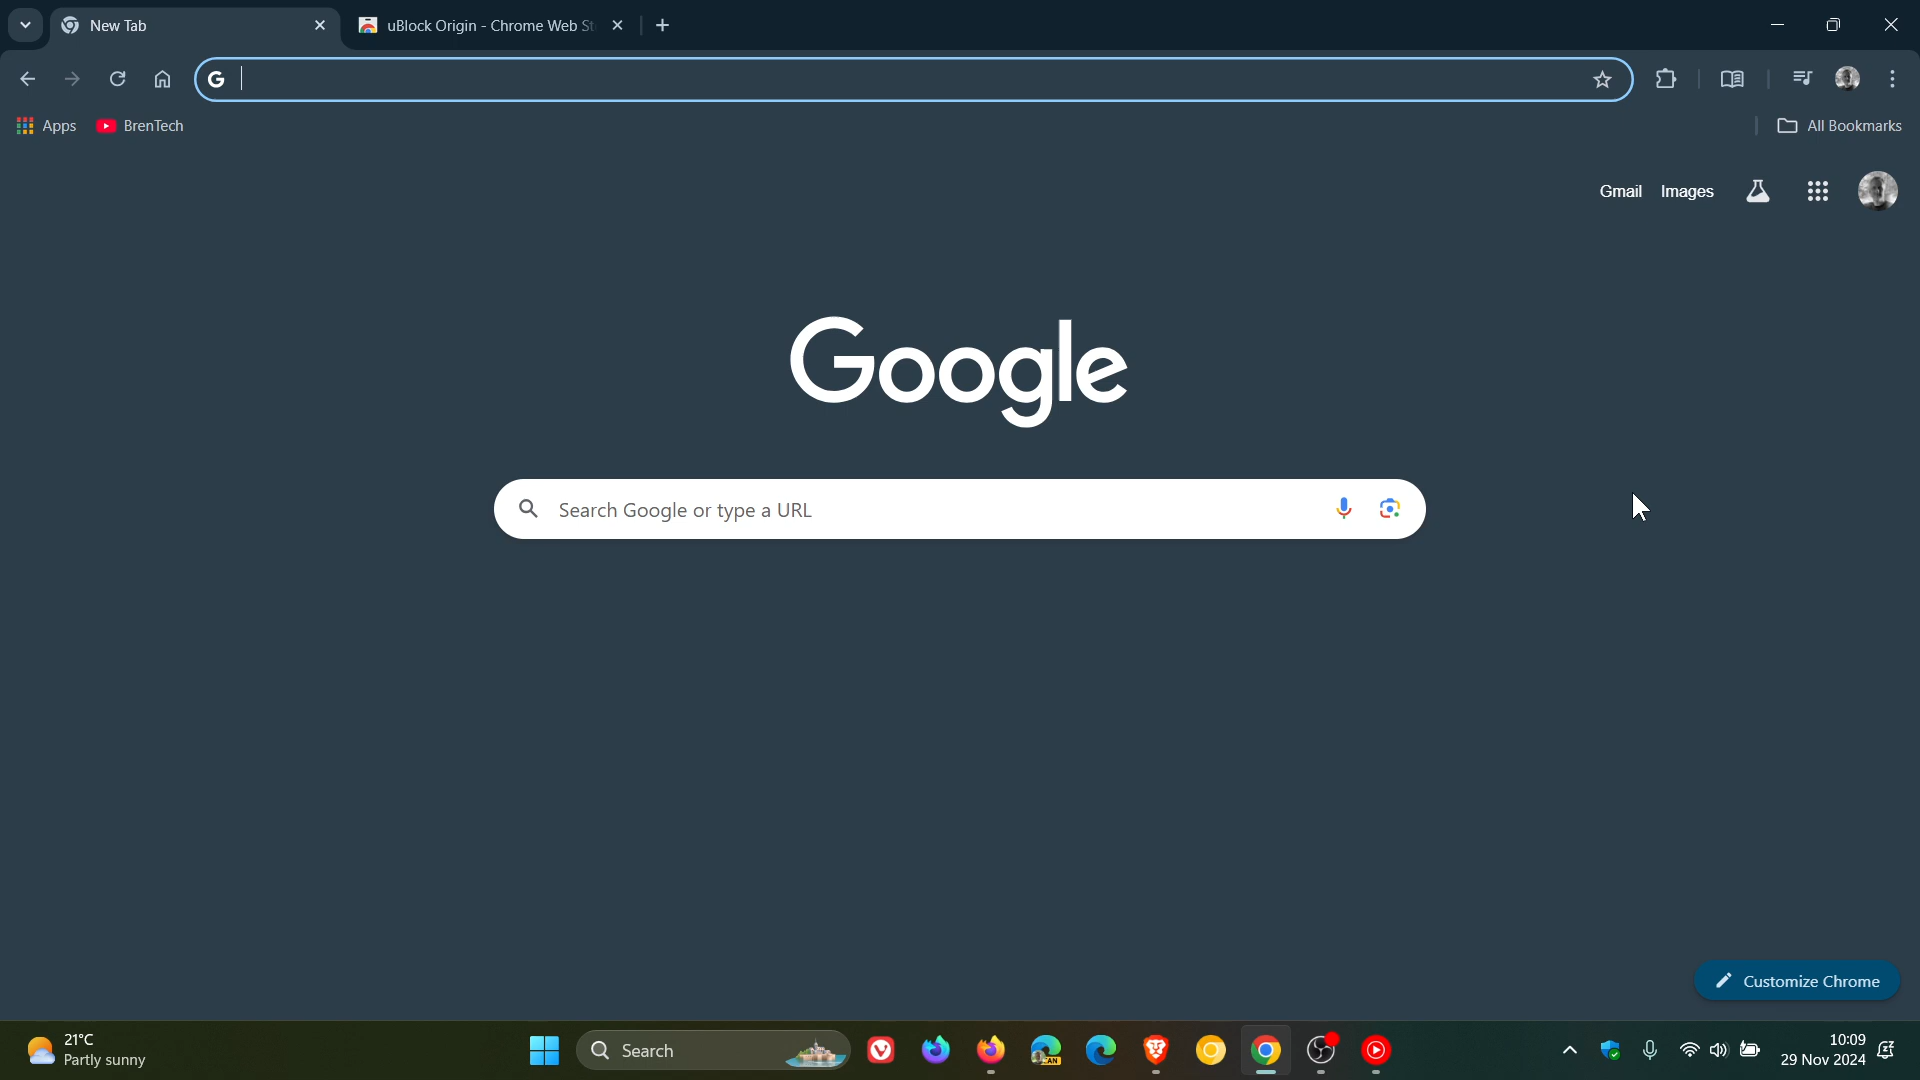 New Tab
uBlock Origin - Chrome Web St
Apps
BrenTech
All Bookmarks
Gmail
Images
Google
Search Google or type a URL
Customize Chrome
21°C
Partly sunny
Search
CAN
10:09
29 Nov 2024